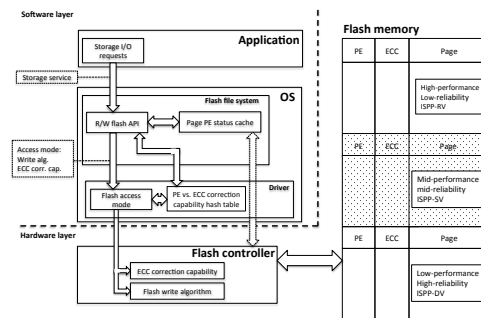 Software layer
Application
Storage I/O
requests
Storage service
OS
Flash file system
R/W flash API
Page PE status cache
Access mode:
Write alg.
ECC corr. cap.
Driver
Flash access
mode
PE vs. ECC correction
capability hash table
Hardware layer
Flash controller
ECC correction capability
Flash write algorithm
Flash memory
PE ECC Page
High-performance
Low-reliability
ISPP-RV
PE ECC Page
Mid-performance
mid-reliability
ISPP-SV
PE ECC Page
Low-performance
High-reliability
ISPP-DV